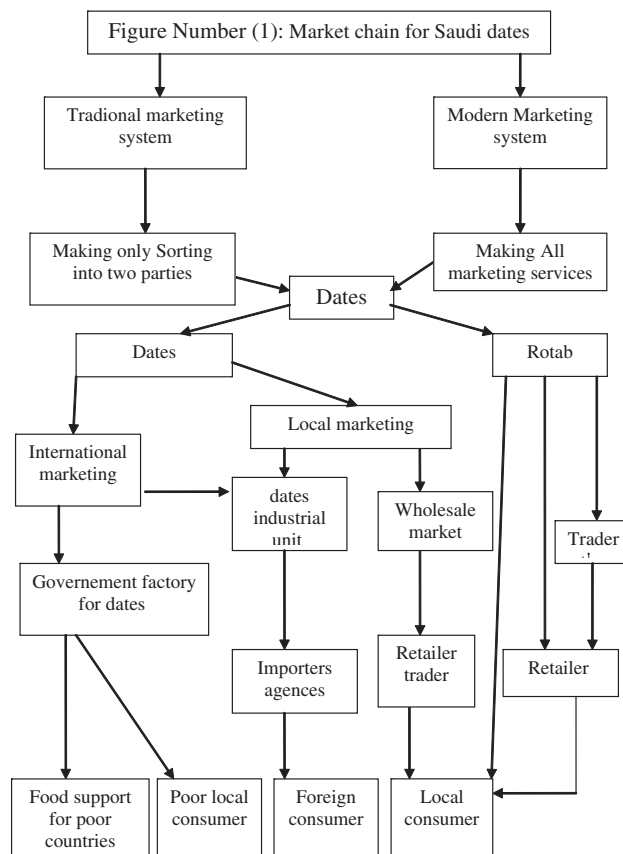 Figure Number (1): Market chain for Saudi dates
Tradional marketing
system
Modern Marketing
system
Making only Sorting
into two parties
Making All
marketing services
Dates
Dates
Rotab
Local marketing
International
marketing
dates
industrial
unit
Wholesale
market
Trader
Governement factory
for dates
Importers
agences
Retailer
trader
Retailer
Food support
for poor
countries
Poor local
consumer
Foreign
consumer
Local
consumer